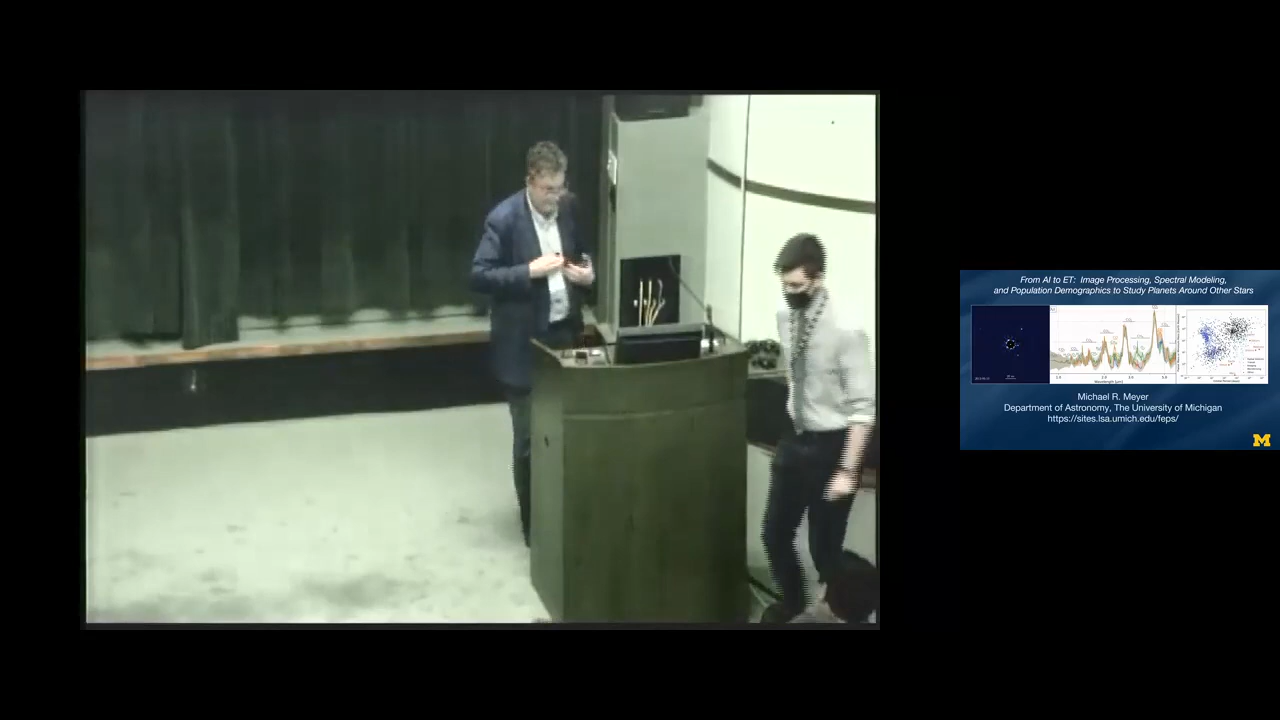 From AI to ET: Image Processing, Spectral Modeling,
and Population Demographics to Study Planets Around Other Stars
Michael R. Meyer
Department of Astronomy, The University of Michigan
https://sites.lsa.umich.edu/feps/
M